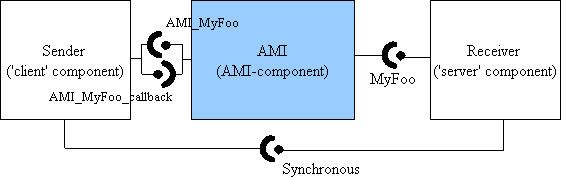 AMI_MyFoo
Sender
('client' component)
AMI
(AMI-component)
Receiver
('server' component)
MyFoo
AMI_MyFoo_callback
Synchronous